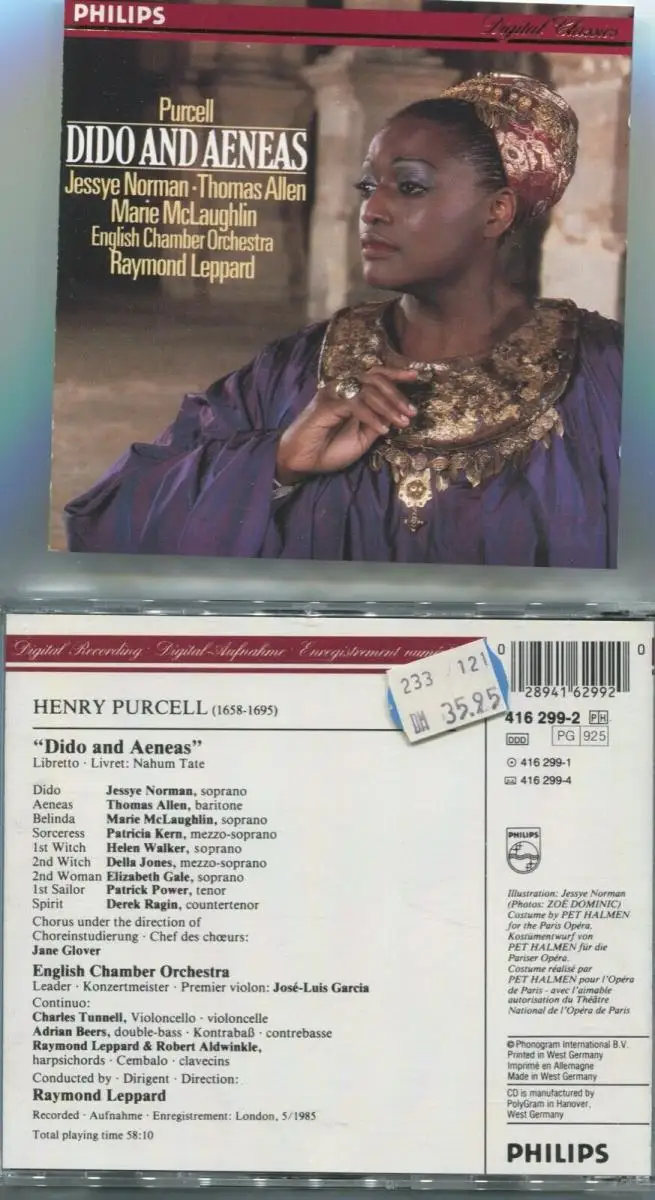 PHILIPS
Digital Classics
Purcell
DIDO AND AENEAS
Jessye Norman · Thomas Allen
Marie McLaughlin
English Chamber Orchestra
Raymond Leppard
Digital Recording · Digital-Aufnahme · Enregistrement
HENRY PURCELL (1658-1695)
"Dido and Aeneas"
Libretto · Livret: Nahum Tate
Dido Jessye Norman, soprano
Aeneas Thomas Allen, baritone
Belinda Marie McLaughlin, soprano
Sorceress Patricia Kern, mezzo-soprano
1st Witch Helen Walker, soprano
2nd Witch Della Jones, mezzo-soprano
2nd Woman Elizabeth Gale, soprano
1st Sailor Patrick Power, tenor
Spirit Derek Ragin, countertenor
Chorus under the direction of
Choreinstudierung · Chef des chœurs:
Jane Glover
English Chamber Orchestra
Leader · Konzertmeister · Premier violon: José-Luis Garcia
Continuo:
Charles Tunnell, Violoncello · violoncelle
Adrian Beers, double-bass · Kontrabaß · contrebasse
Raymond Leppard & Robert Aldwinkle,
harpsichords · Cembalo · clavecins
Conducted by · Dirigent · Direction:
Raymond Leppard
Recorded · Aufnahme · Enregistrement: London, 5/1985
Total playing time 58:10
233 121
DM 35.25
0 28941 62992 0
416 299-2 PH
DDD PG 925
416 299-1
416 299-4
PHILIPS
Illustration: Jessye Norman
(Photos: ZOË DOMINIC)
Costume by PET HALMEN
for the Paris Opéra.
Kostümentwurf von
PET HALMEN für die
Pariser Opéra.
Costume réalisé par
PET HALMEN pour l'Opéra
de Paris - avec l'aimable
autorisation du Théâtre
National de l'Opéra de Paris
℗ Phonogram International B.V.
Printed in West Germany
Imprimé en Allemagne
Made in West Germany
CD is manufactured by
PolyGram in Hanover,
West Germany
PHILIPS